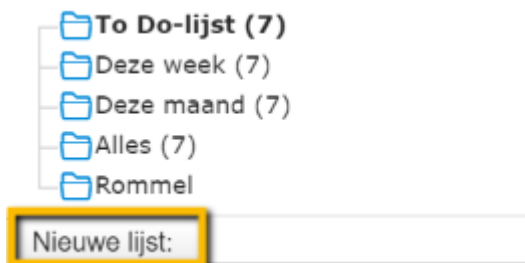 To Do-lijst (7)
Deze week (7)
Deze maand (7)
Alles (7)
Rommel
Nieuwe lijst: